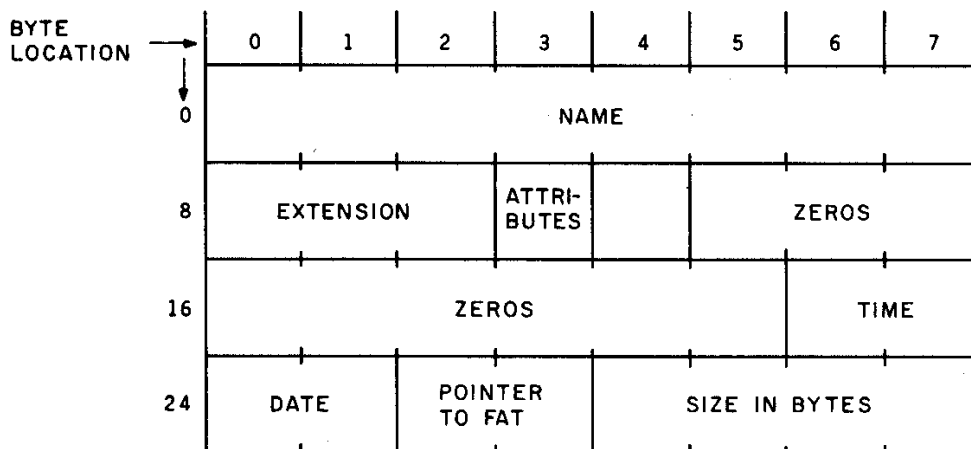 BYTE
LOCATION
0 1 2 3 4 5 6 7
0 NAME
8 EXTENSION ATTRI-
BUTES ZEROS
16 ZEROS TIME
24 DATE POINTER
TO FAT SIZE IN BYTES